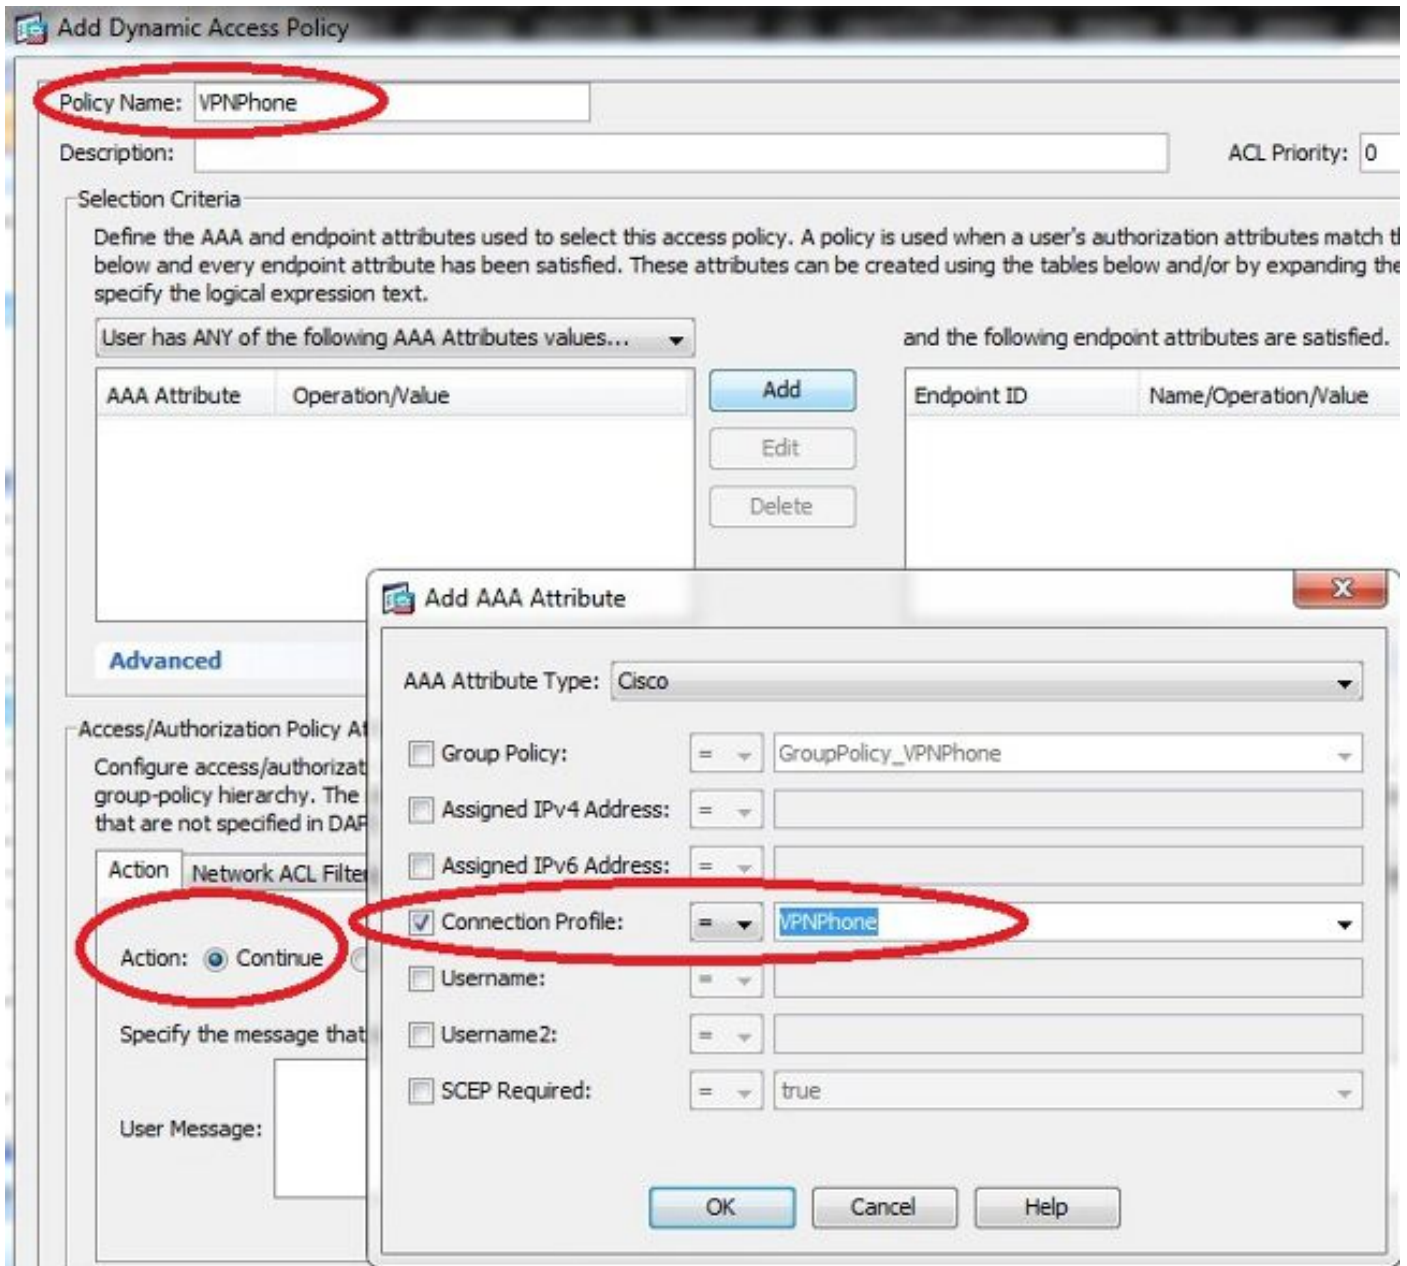 Add Dynamic Access Policy
Policy Name: VPNPhone
Description:
ACL Priority: 0
Selection Criteria
Define the AAA and endpoint attributes used to select this access policy. A policy is used when a user's authorization attributes match
below and every endpoint attribute has been satisfied. These attributes can be created using the tables below and/or by expanding the
specify the logical expression text.
User has ANY of the following AAA Attributes values...
and the following endpoint attributes are satisfied.
AAA Attribute Operation/Value
Add
Edit
Delete
Endpoint ID Name/Operation/Value
Advanced
Access/Authorization Policy
Configure access/authorizat
group-policy hierarchy. The
that are not specified in DAP
Action Network ACL Filter
Action: Continue
Specify the message that
User Message:
Add AAA Attribute
X
AAA Attribute Type: Cisco
Group Policy: = GroupPolicy_VPNPhone
Assigned IPv4 Address: =
Assigned IPv6 Address: =
Connection Profile: = VPNPhone
Username: =
Username2: =
SCEP Required: = true
OK Cancel Help